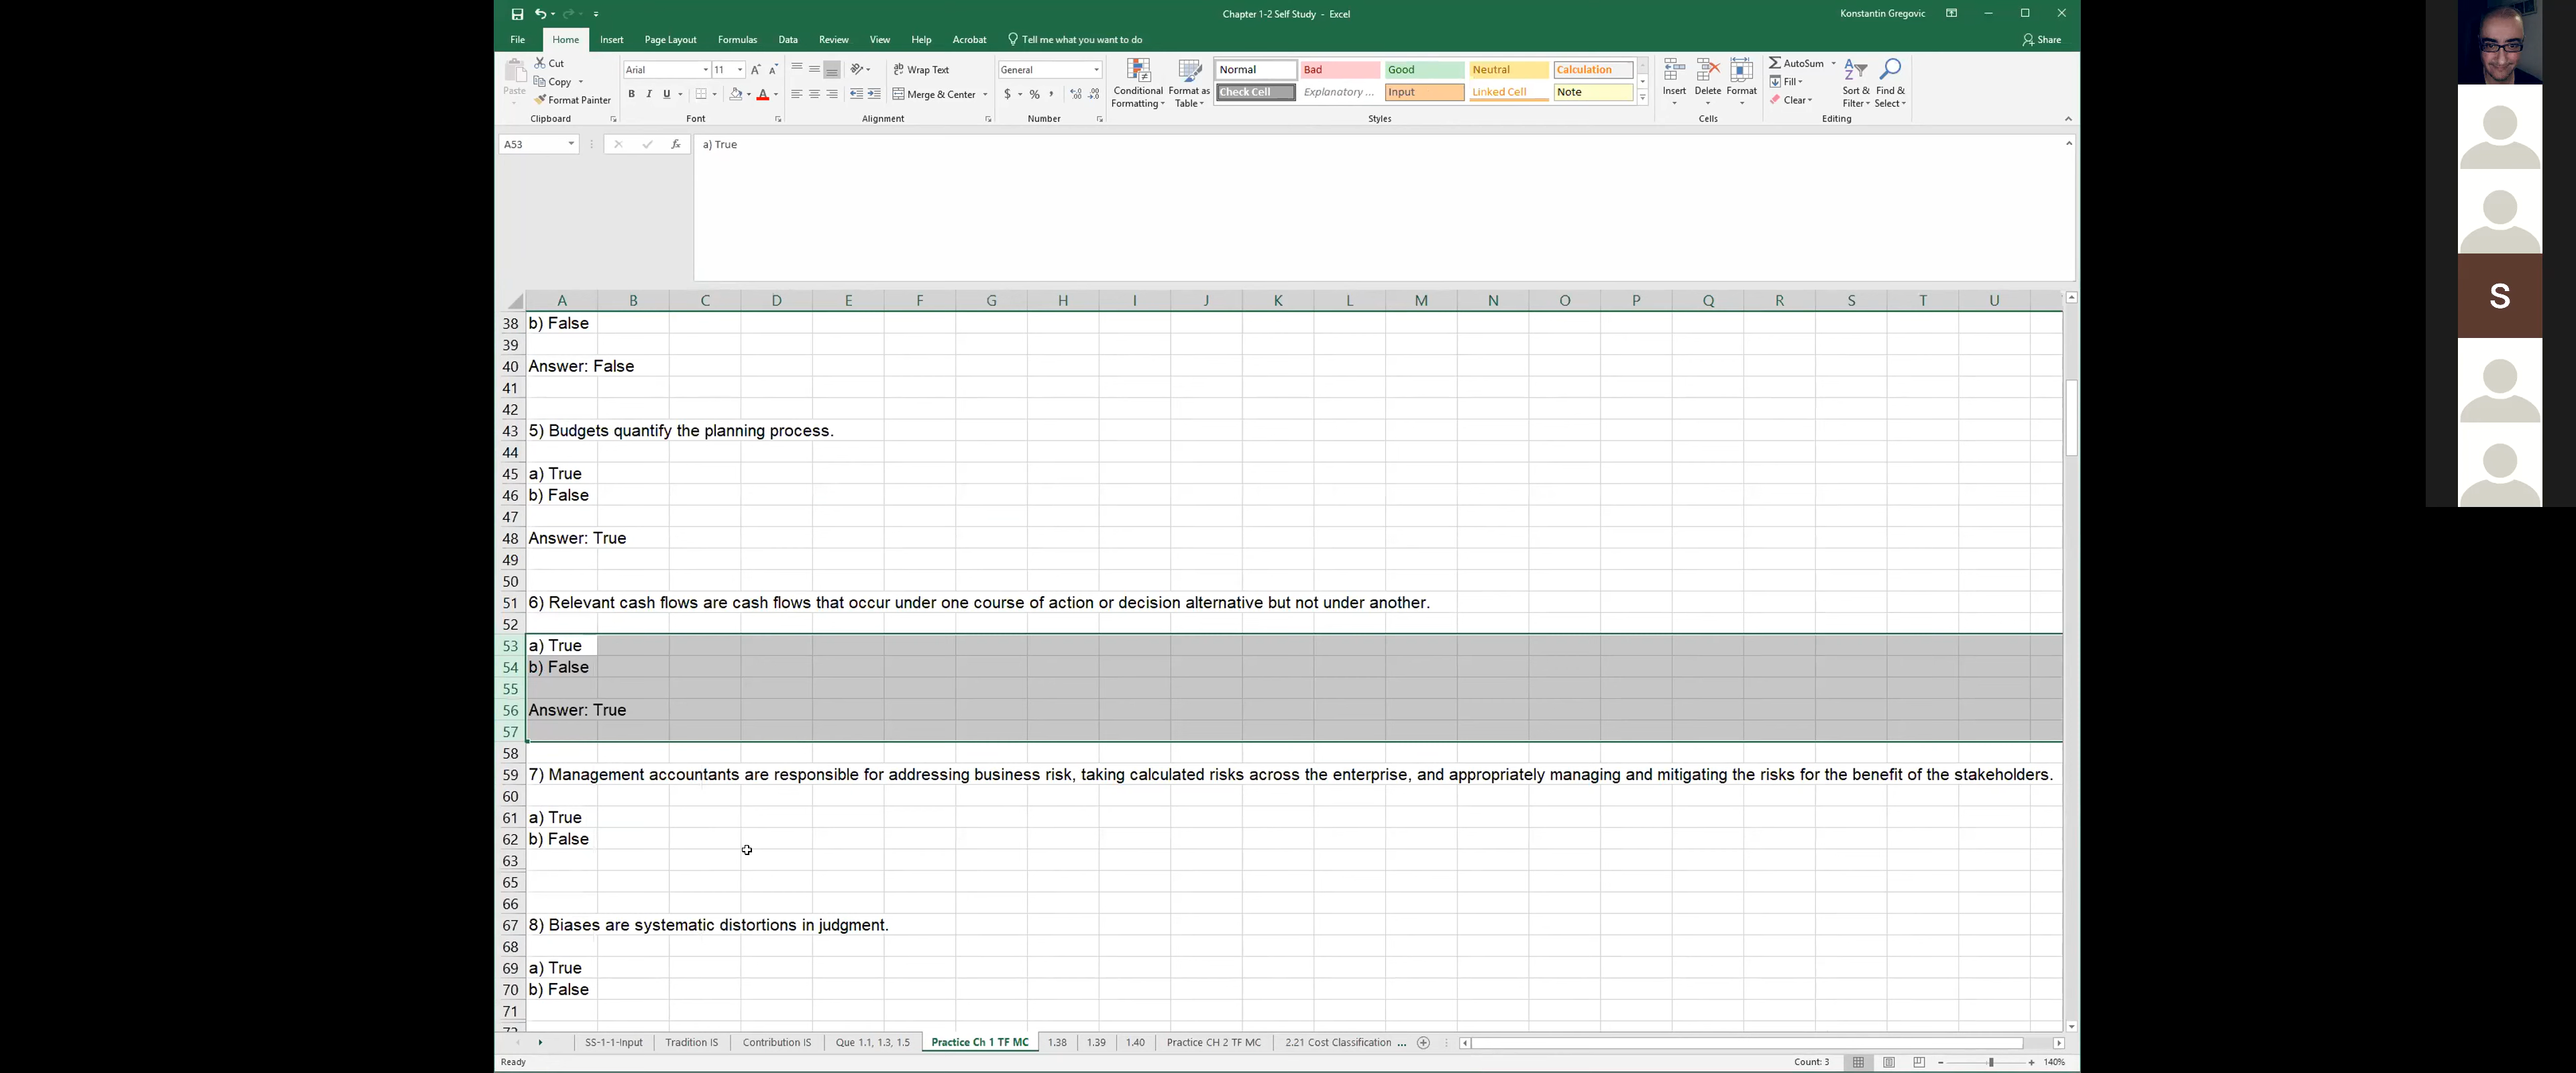 Chapter 1-2 Self Study - Excel
Konstantin Gregovic
File Home Insert Page Layout Formulas Data Review View Help Acrobat Tell me what you want to do
Share
Paste
Cut
Copy
Format Painter
Clipboard
Arial 11
B I U
Font
Wrap Text
Merge & Center
Alignment
General
$ % ,
Number
Conditional Formatting
Format as Table
Normal Bad Good Neutral Calculation
Check Cell Explanatory ... Input Linked Cell Note
Styles
Insert Delete Format
Cells
AutoSum
Fill
Clear
Sort & Filter
Find & Select
Editing
A53
fx
a) True
A B C D E F G H I J K L M N O P Q R S T U
38 b) False
39
40 Answer: False
41
42
43 5) Budgets quantify the planning process.
44
45 a) True
46 b) False
47
48 Answer: True
49
50
51 6) Relevant cash flows are cash flows that occur under one course of action or decision alternative but not under another.
52
53 a) True
54 b) False
55
56 Answer: True
57
58
59 7) Management accountants are responsible for addressing business risk, taking calculated risks across the enterprise, and appropriately managing and mitigating the risks for the benefit of the stakeholders.
60
61 a) True
62 b) False
63
65
66
67 8) Biases are systematic distortions in judgment.
68
69 a) True
70 b) False
71
SS-1-1-Input Tradition IS Contribution IS Que 1.1, 1.3, 1.5 Practice Ch 1 TF MC 1.38 1.39 1.40 Practice CH 2 TF MC 2.21 Cost Classification ...
Ready
Count: 3
140%
S